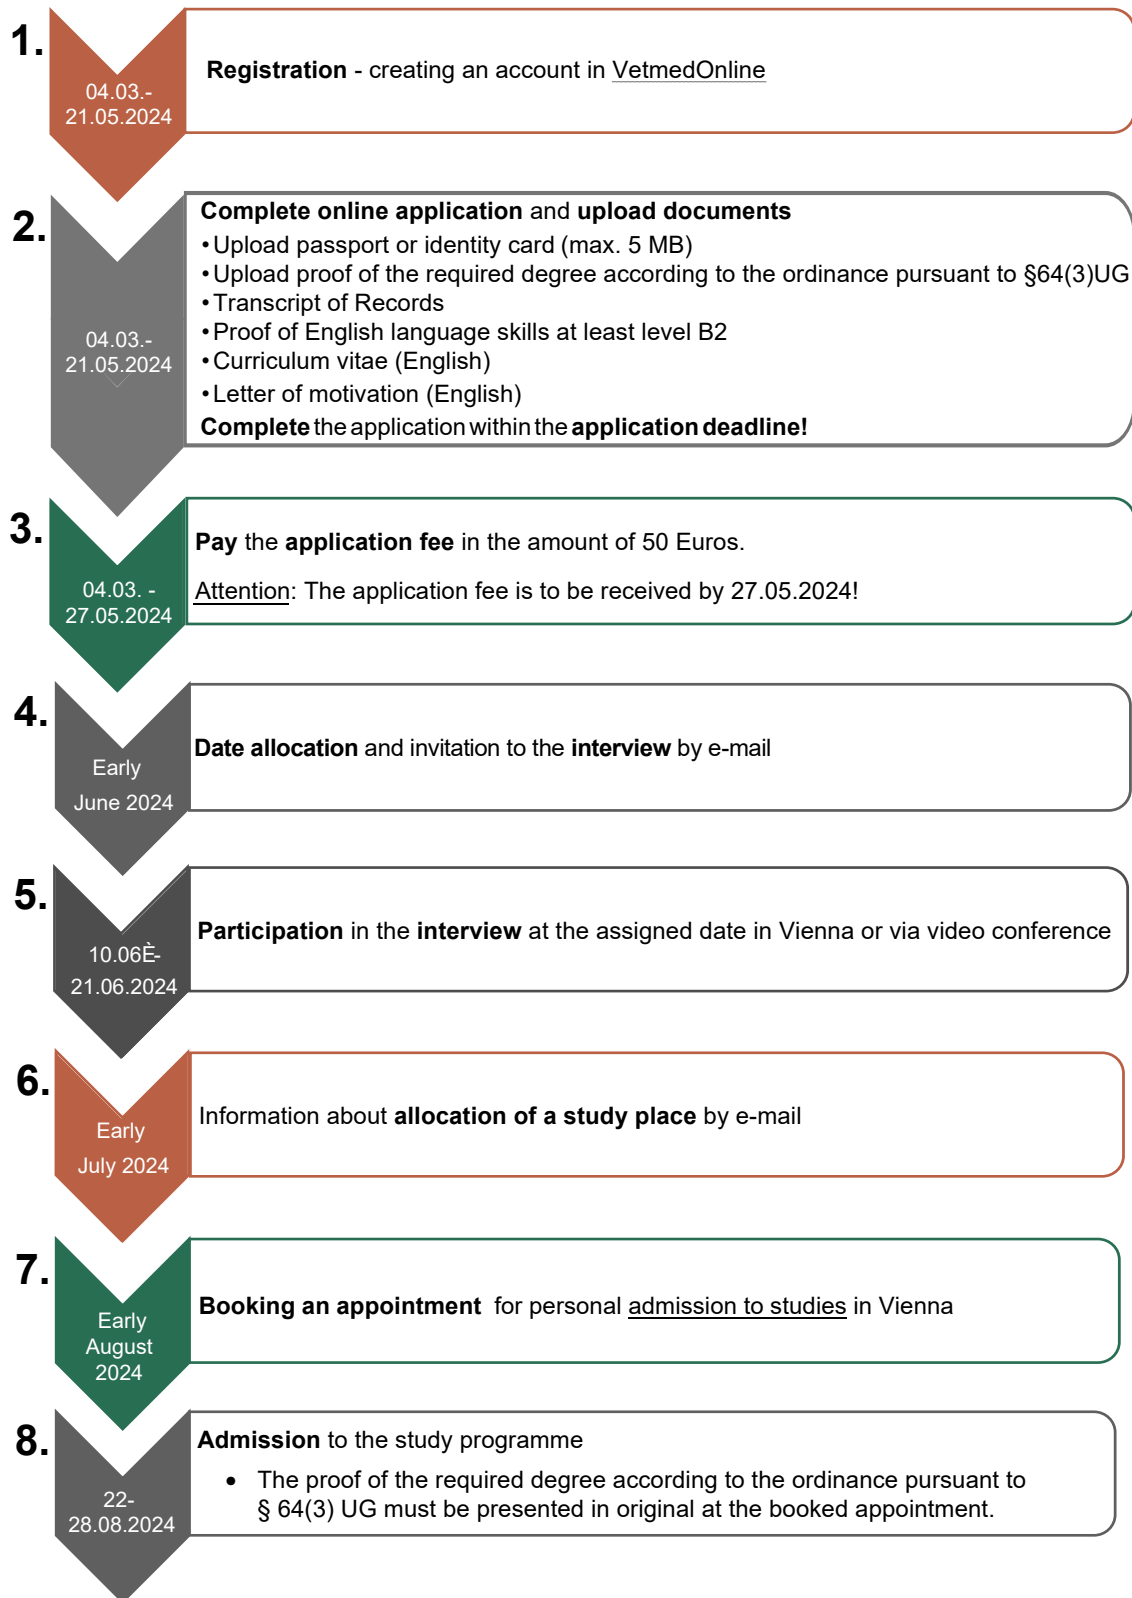 1.
04.03.-
21.05.2024
Registration - creating an account in VetmedOnline
2.
04.03.-
21.05.2024
Complete online application and upload documents
•Upload passport or identity card (max. 5 MB)
•Upload proof of the required degree according to the ordinance pursuant to §64(3)UG
•Transcript of Records
•Proof of English language skills at least level B2
•Curriculum vitae (English)
•Letter of motivation (English)
Complete the application within the application deadline!
3.
04.03. -
27.05.2024
Pay the application fee in the amount of 50 Euros.
Attention: The application fee is to be received by 27.05.2024!
4.
Early
June 2024
Date allocation and invitation to the interview by e-mail
5.
10.06È-
21.06.2024
Participation in the interview at the assigned date in Vienna or via video conference
6.
Early
July 2024
Information about allocation of a study place by e-mail
7.
Early
August
2024
Booking an appointment for personal admission to studies in Vienna
8.
22-
28.08.2024
Admission to the study programme
• The proof of the required degree according to the ordinance pursuant to
§ 64(3) UG must be presented in original at the booked appointment.